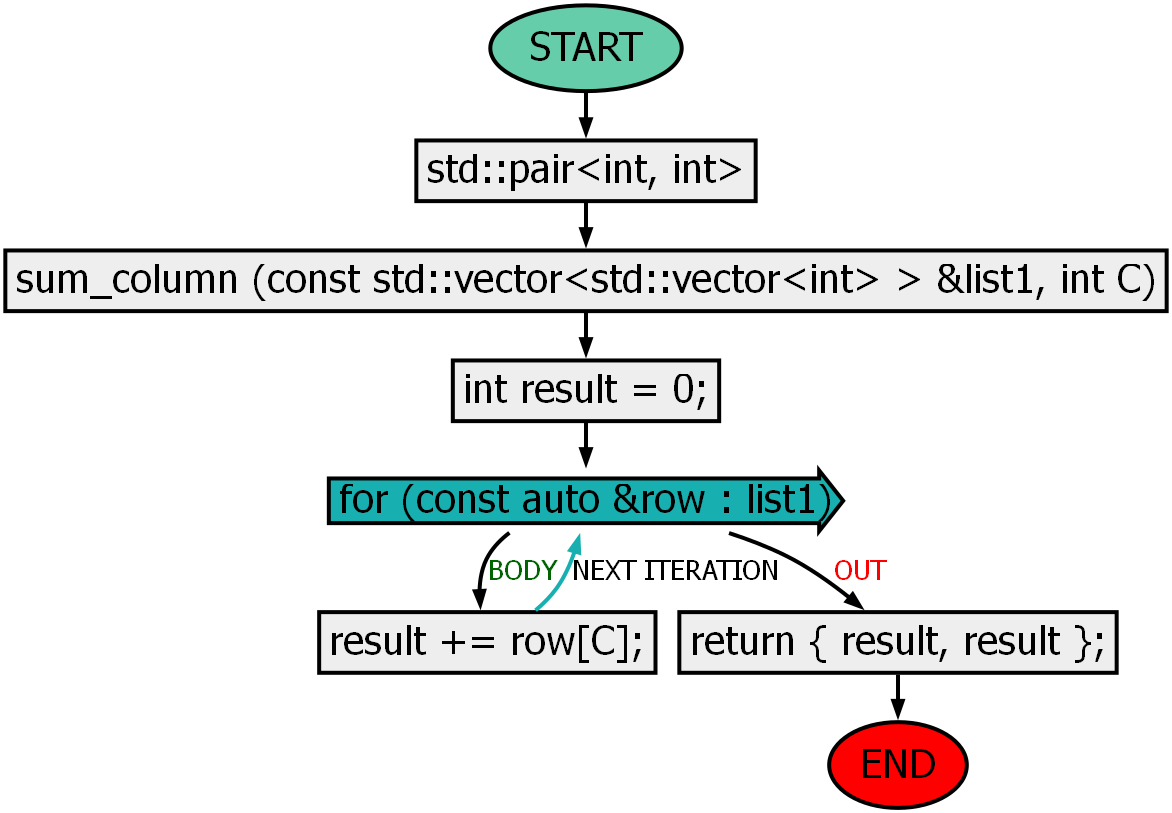 START
std::pair<int, int>
sum_column (const std::vector<std::vector<int> > &list1, int C)
int result = 0;
for (const auto &row : list1)
BODY
NEXT ITERATION
OUT
result += row[C];
return { result, result };
END